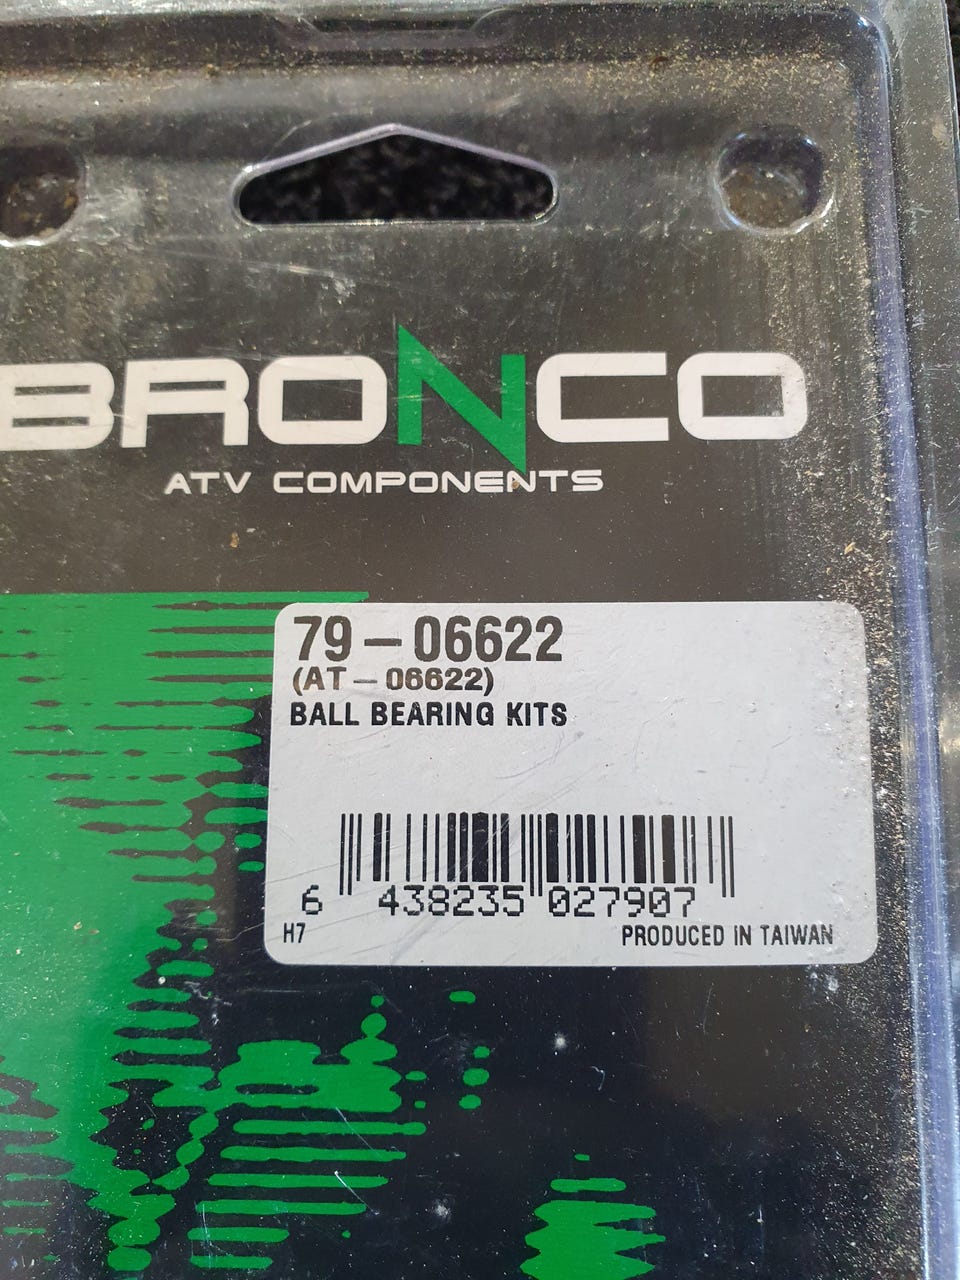 BRONCO
ATV COMPONENTS
79-06622
(AT-06622)
BALL BEARING KITS
6 438235 027907
H7 PRODUCED IN TAIWAN